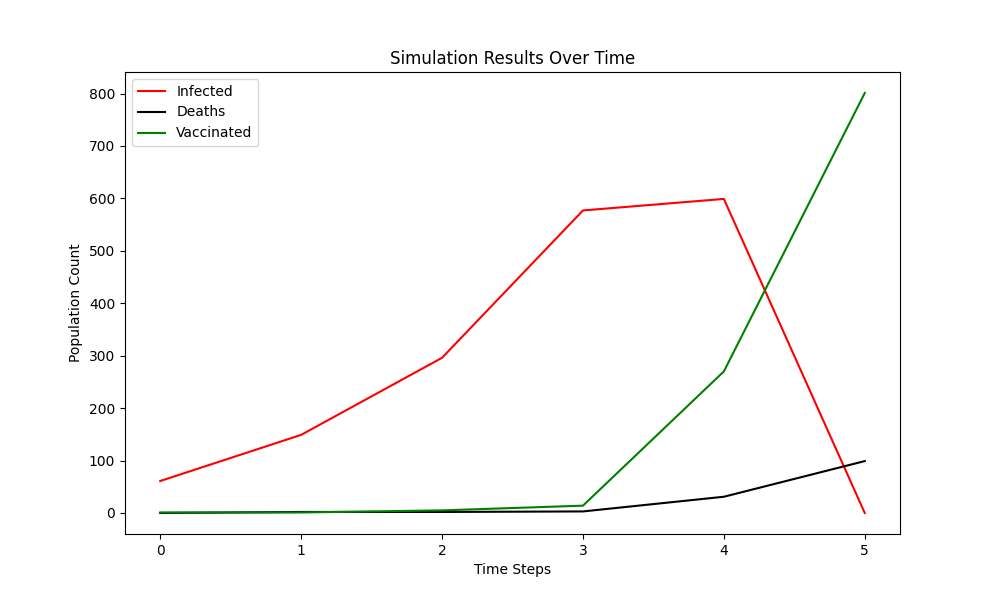 Simulation Results Over Time
Infected
Deaths
Vaccinated
800
700
600
500
400
300
200
100
0
Population Count
0 1 2 3 4 5
Time Steps